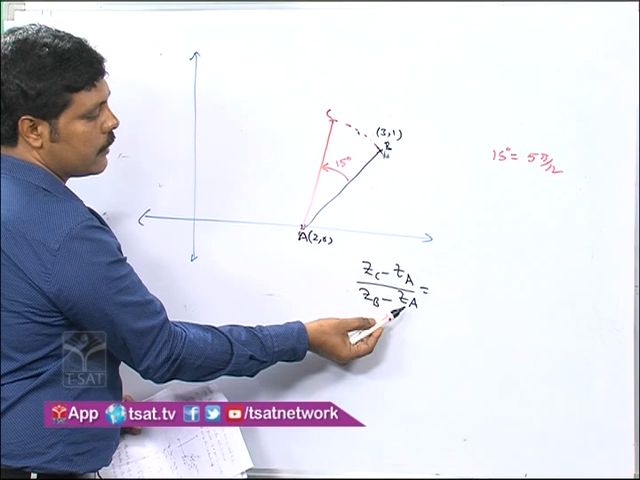 C
(3,1)
B
15°
15° = 5π/12
A(2,0)
Z_C - Z_A
Z_B - Z_A
=
T-SAT
App tsat.tv /tsatnetwork